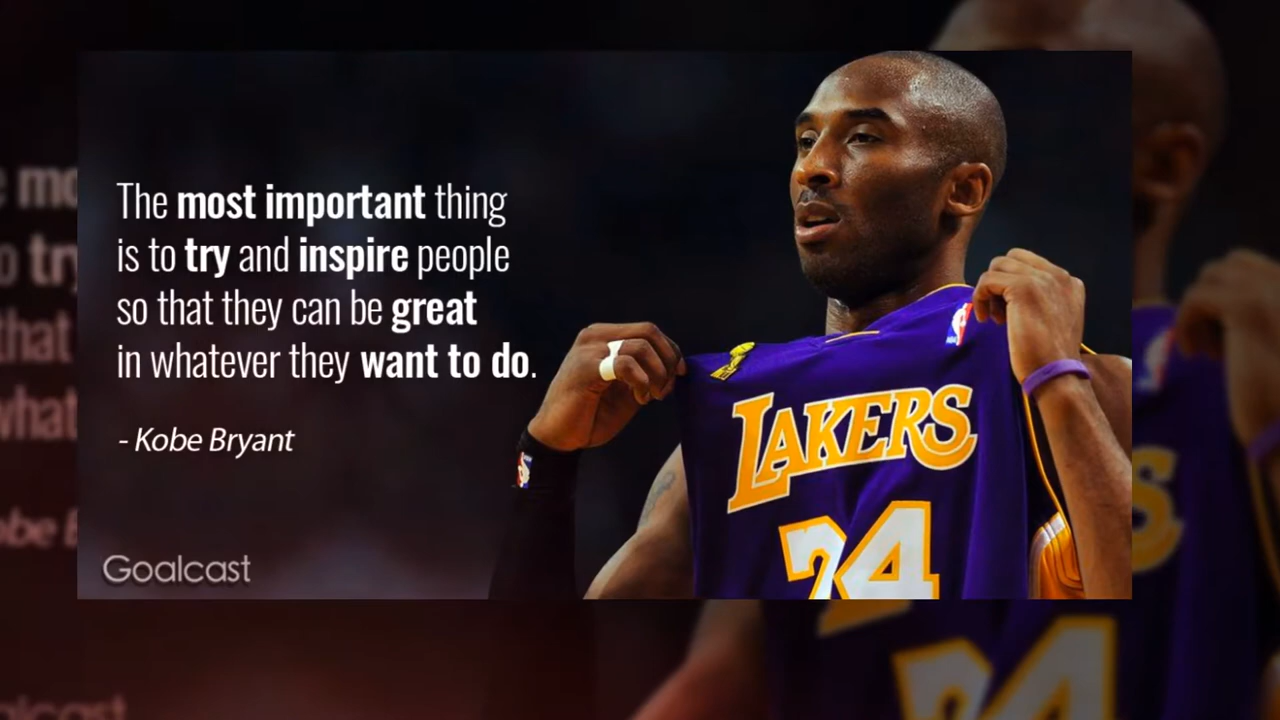 The most important thing
is to try and inspire people
so that they can be great
in whatever they want to do.
- Kobe Bryant
Goalcast
LAKERS
24